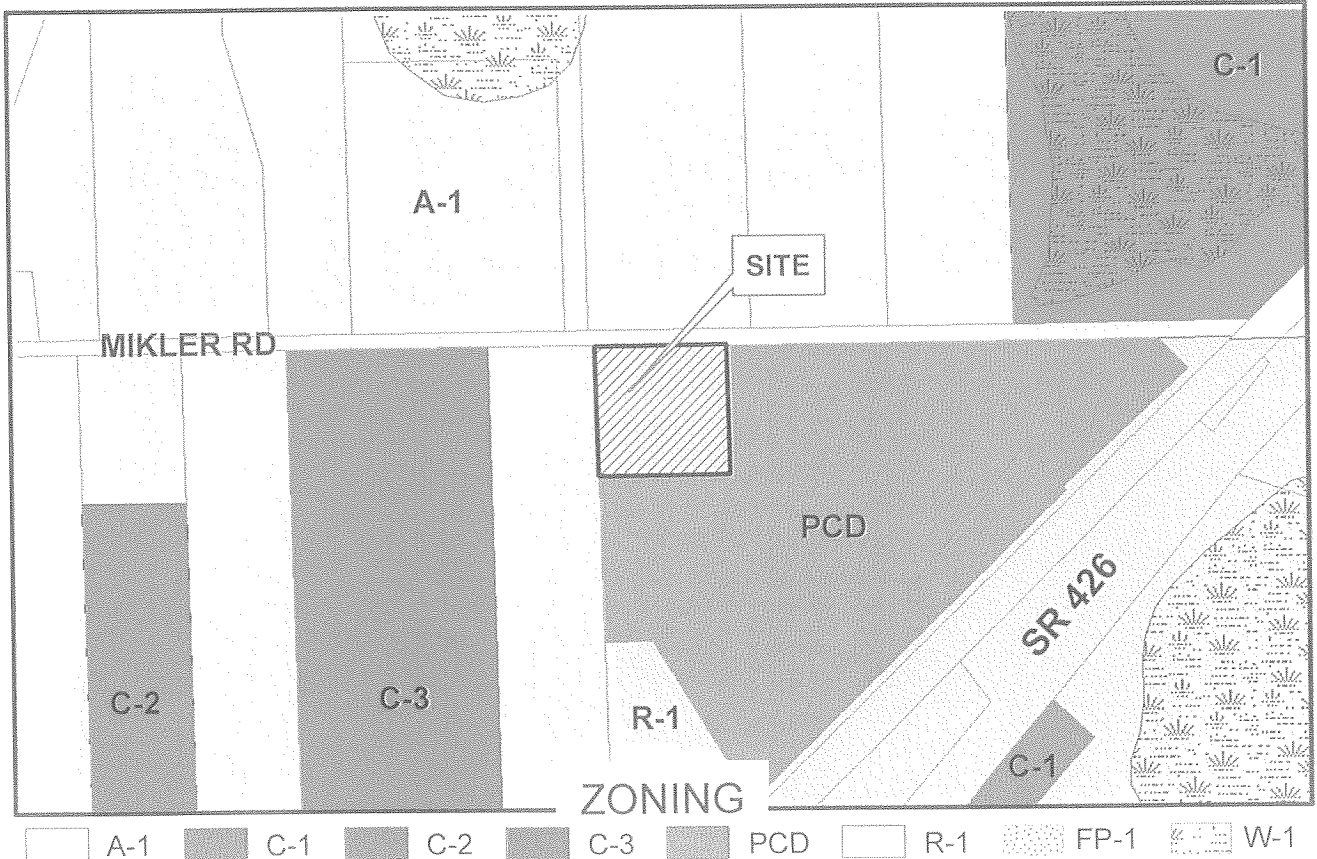 C-1
A-1
SITE
MIKLER RD
PCD
SR 426
C-2
C-3
R-1
C-1
ZONING
A-1 C-1 C-2 C-3 PCD R-1 FP-1 W-1